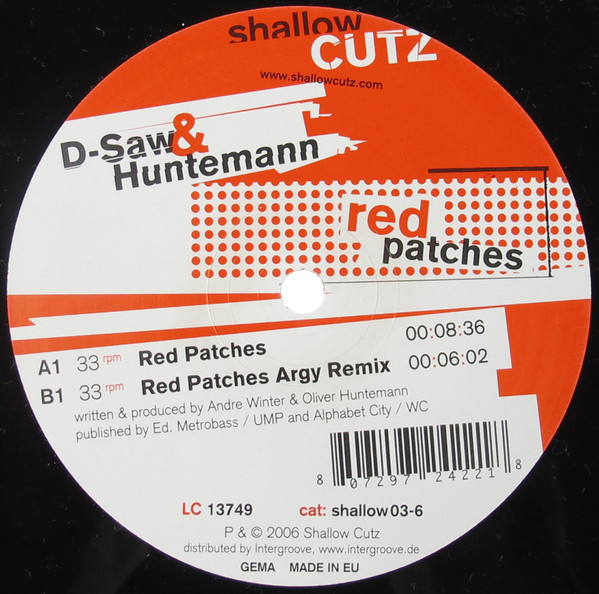 shallow
CUTZ
www.shallowcutz.com
D-Saw &
Huntemann
red
patches
A1 33 rpm Red Patches 00:08:36
B1 33 rpm Red Patches Argy Remix 00:06:02
written & produced by Andre Winter & Oliver Huntemann
published by Ed. Metrobass / UMP and Alphabet City / WC
8 07297 24221 8
LC 13749 cat: shallow03-6
P & © 2006 Shallow Cutz
distributed by Intergroove, www.intergroove.de
GEMA MADE IN EU